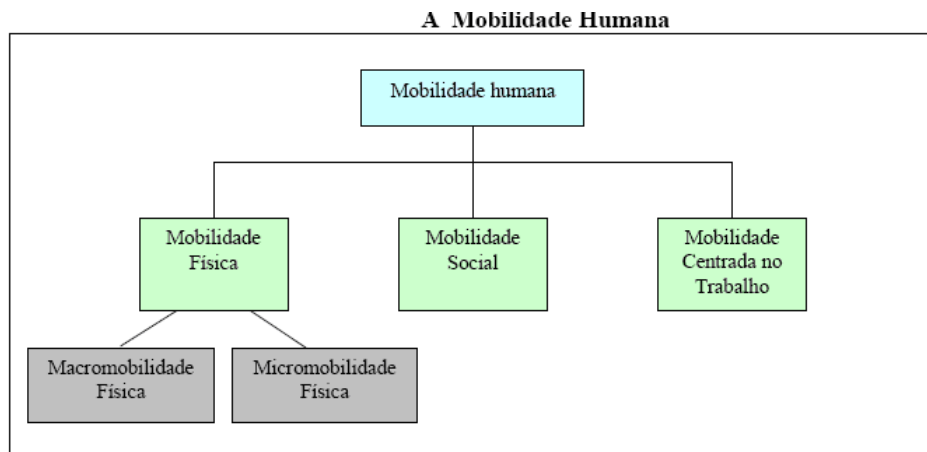 A Mobilidade Humana
Mobilidade humana
Mobilidade
Física
Mobilidade
Social
Mobilidade
Centrada no
Trabalho
Macromobilidade
Física
Micromobilidade
Física